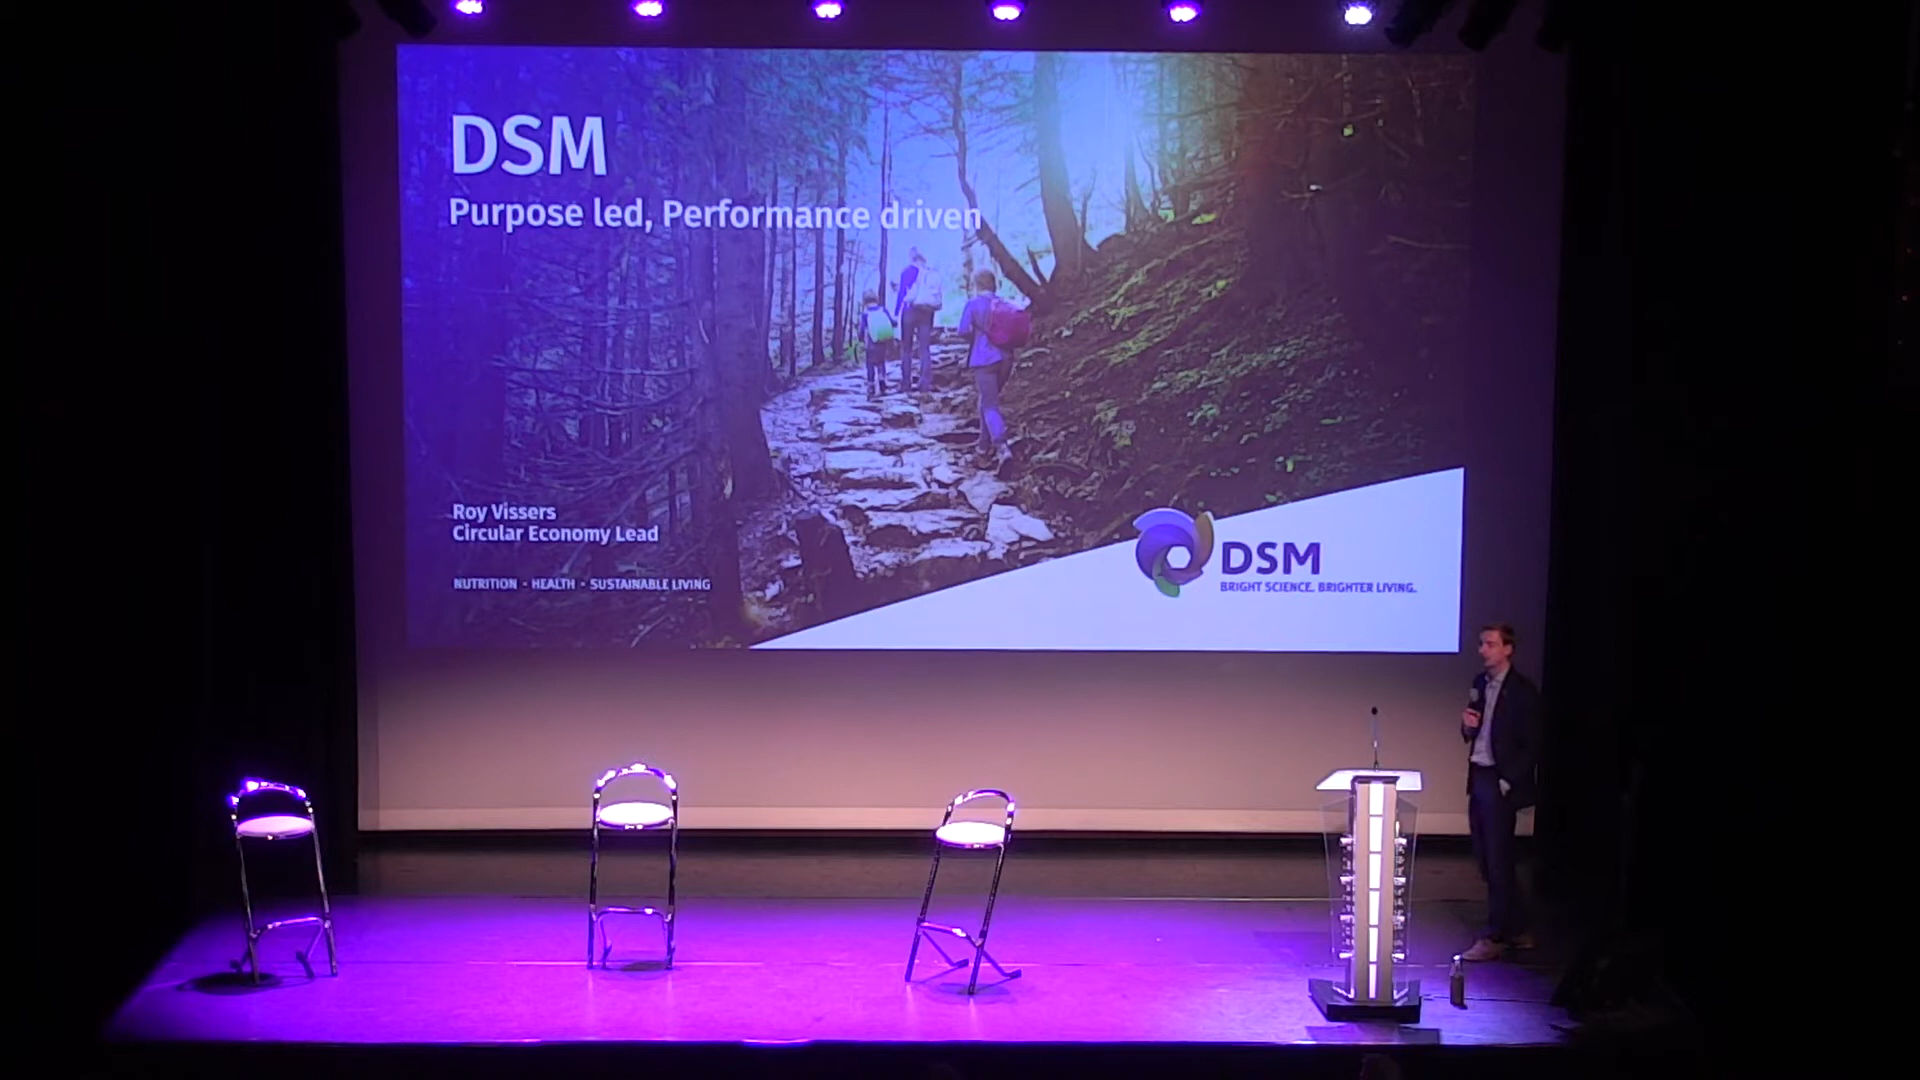 DSM
Purpose led, Performance driven
Roy Vissers
Circular Economy Lead
NUTRITION - HEALTH - SUSTAINABLE LIVING
DSM
BRIGHT SCIENCE. BRIGHTER LIVING.